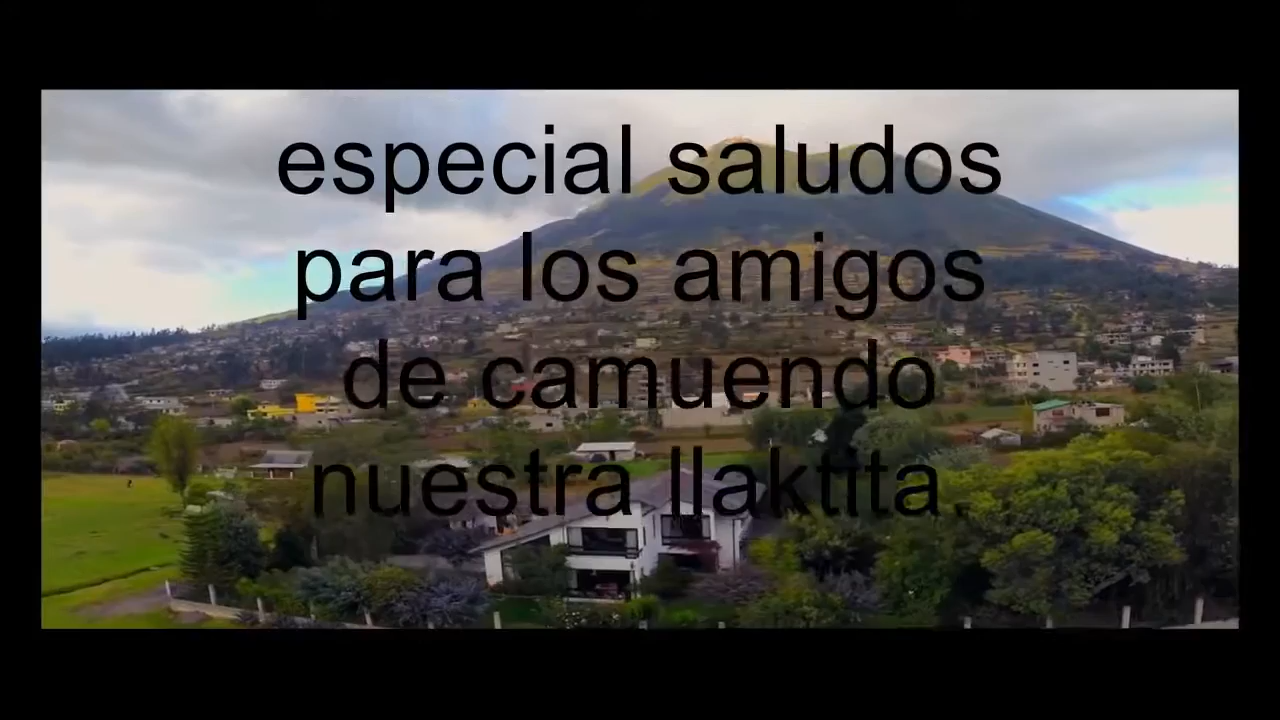 especial saludos
para los amigos
de camuendo
nuestra llaktita.